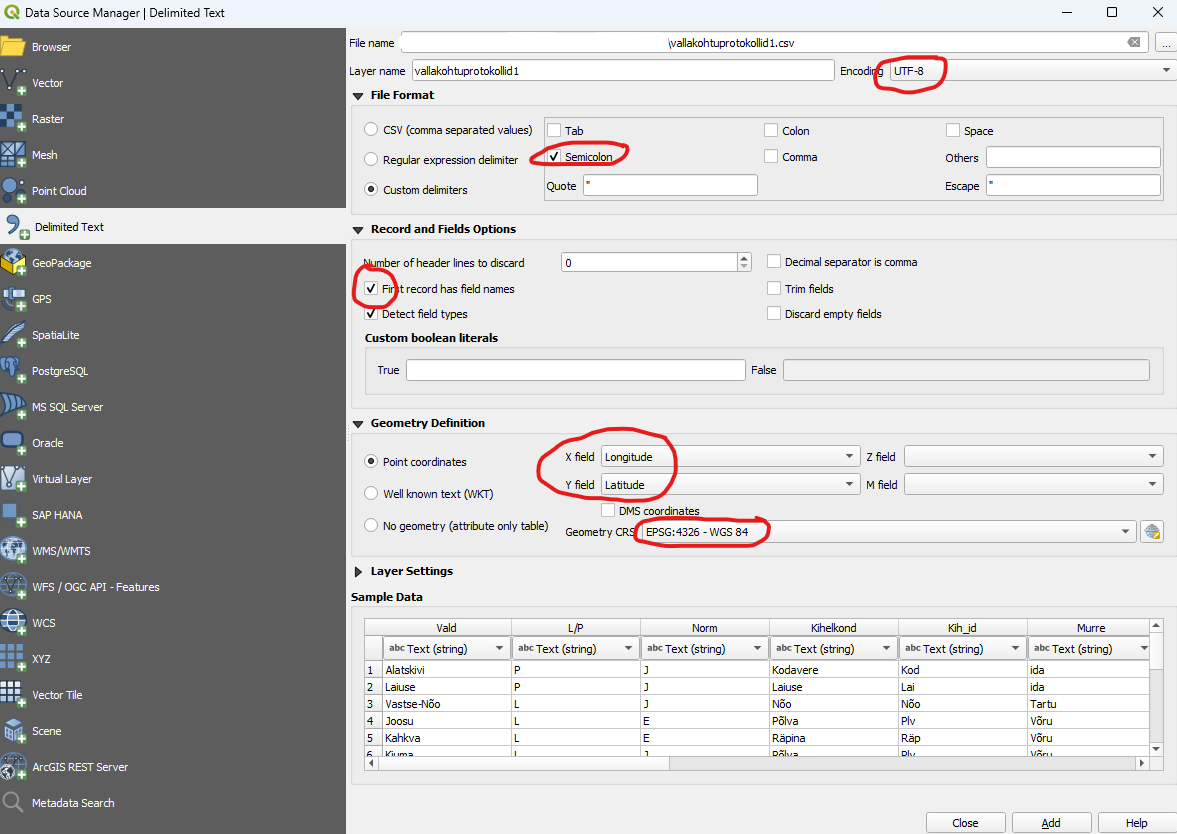 Data Source Manager | Delimited Text
Browser
Vector
Raster
Mesh
Point Cloud
Delimited Text
GeoPackage
GPS
SpatiaLite
PostgreSQL
MS SQL Server
Oracle
Virtual Layer
SAP HANA
WMS/WMTS
WFS / OGC API - Features
WCS
XYZ
Vector Tile
Scene
ArcGIS REST Server
Metadata Search
File name \vallakohtuprotokollid1.csv ...
Layer name vallakohtuprotokollid1 Encoding UTF-8
File Format
CSV (comma separated values) Tab Colon Space
Regular expression delimiter Semicolon Comma Others
Custom delimiters Quote " Escape "
Record and Fields Options
Number of header lines to discard 0 Decimal separator is comma
First record has field names Trim fields
Detect field types Discard empty fields
Custom boolean literals
True False
Geometry Definition
Point coordinates X field Longitude Z field
Well known text (WKT) Y field Latitude M field
DMS coordinates
No geometry (attribute only table) Geometry CRS EPSG:4326 - WGS 84
Layer Settings
Sample Data
Vald L/P Norm Kihelkond Kih_id Murre
abc Text (string) abc Text (string) abc Text (string) abc Text (string) abc Text (string) abc Text (string)
1 Alatskivi P J Kodavere Kod ida
2 Laiuse P J Laiuse Lai ida
3 Vastse-Nõo L J Nõo Nõo Tartu
4 Joosu L E Põlva Plv Võru
5 Kahkva L E Räpina Räp Võru
6 Kiuma L J Põlva Plv Võru
Close Add Help